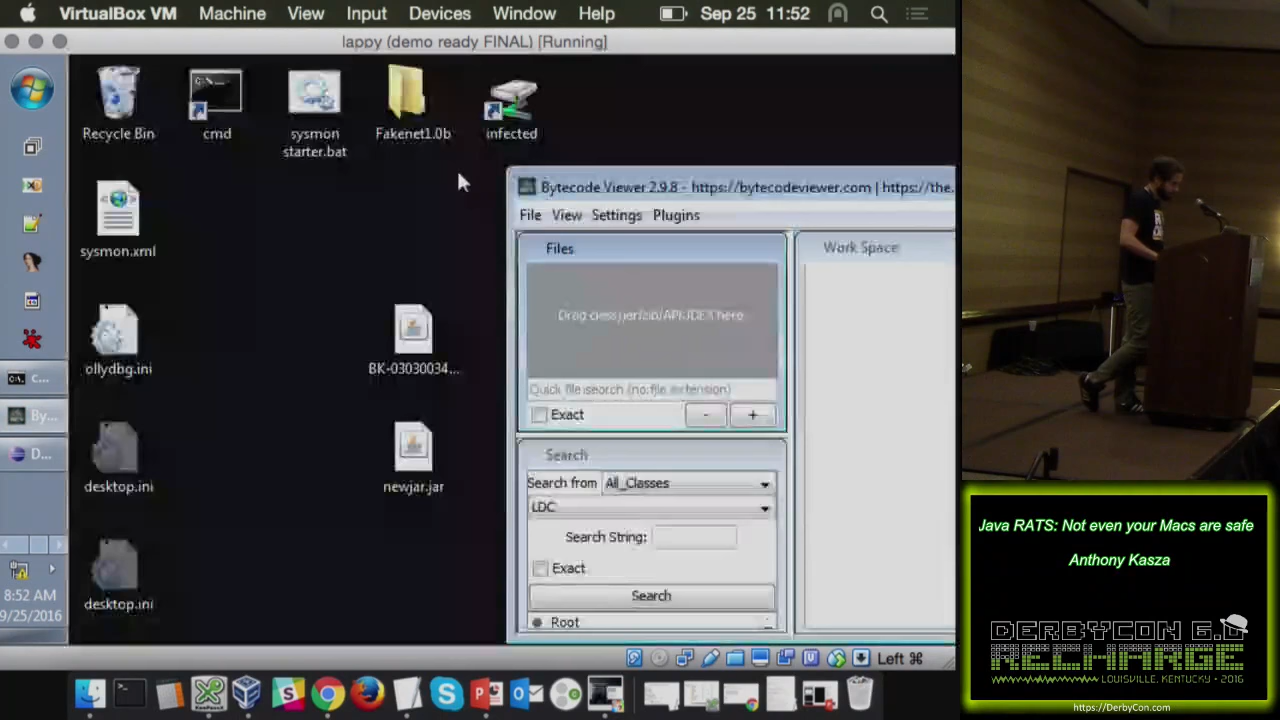 VirtualBox VM Machine View Input Devices Window Help Sep 25 11:52
lappy (demo ready FINAL) [Running]
Recycle Bin
cmd
sysmon
starter.bat
Fakenet1.0b
infected
sysmon.xml
ollydbg.ini
BK-03030034...
desktop.ini
newjar.jar
desktop.ini
c...
By...
D...
8:52 AM
9/25/2016
Bytecode Viewer 2.9.8 - https://bytecodeviewer.com | https://the.
File View Settings Plugins
Files
Work Space
Drag class/jar/zip/APK/DEX here
Quick file search (no file extension)
Exact
- +
Search
Search from All_Classes
LDC
Search String:
Exact
Search
Root
Left ⌘
Java RATS: Not even your Macs are safe
Anthony Kasza
DERBYCON 6.0
RECHARGE
LOUISVILLE, KENTUCKY • 2016
https://DerbyCon.com